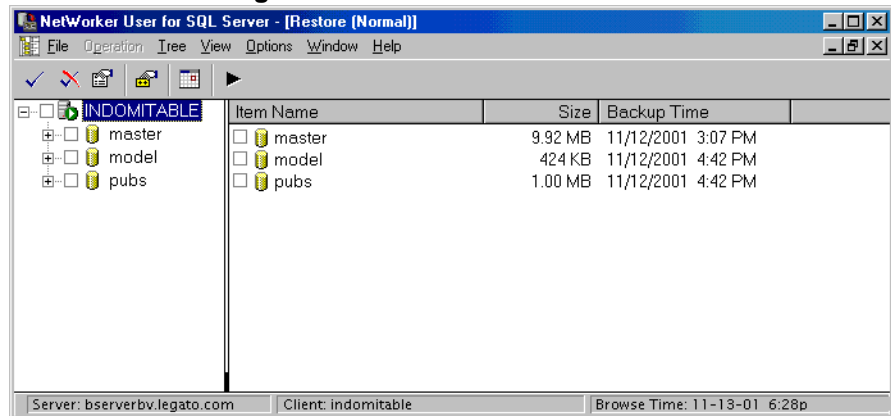 NetWorker User for SQL Server - [Restore (Normal)]
File Operation Tree View Options Window Help
INDOMITABLE
master
model
pubs
Item Name Size Backup Time
master 9.92 MB 11/12/2001 3:07 PM
model 424 KB 11/12/2001 4:42 PM
pubs 1.00 MB 11/12/2001 4:42 PM
Server: bserverbv.legato.com Client: indomitable Browse Time: 11-13-01 6:28p